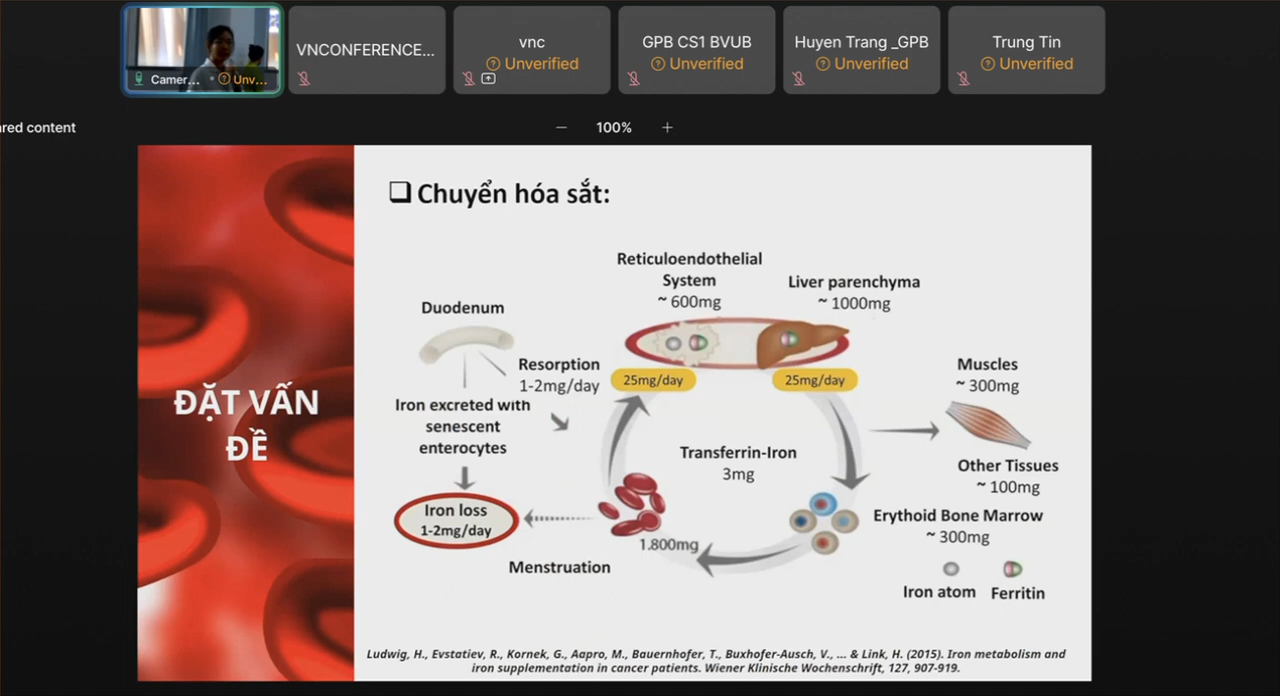 Camer...
Unv...
VNCONFERENCE...
vnc
Unverified
GPB CS1 BVUB
Unverified
Huyen Trang _GPB
Unverified
Trung Tin
Unverified
ared content
100%
ĐẶT VẤN
ĐỀ
Chuyển hóa sắt:
Reticuloendothelial
System
~ 600mg
Liver parenchyma
~ 1000mg
Duodenum
Resorption
1-2mg/day
25mg/day
25mg/day
Muscles
~ 300mg
Iron excreted with
senescent
enterocytes
Transferrin-Iron
3mg
Other Tissues
~ 100mg
Iron loss
1-2mg/day
1.800mg
Erythoid Bone Marrow
~ 300mg
Menstruation
Iron atom
Ferritin
Ludwig, H., Evstatiev, R., Kornek, G., Aapro, M., Bauernhofer, T., Buxhofer-Ausch, V., ... & Link, H. (2015). Iron metabolism and
iron supplementation in cancer patients. Wiener Klinische Wochenschrift, 127, 907-919.